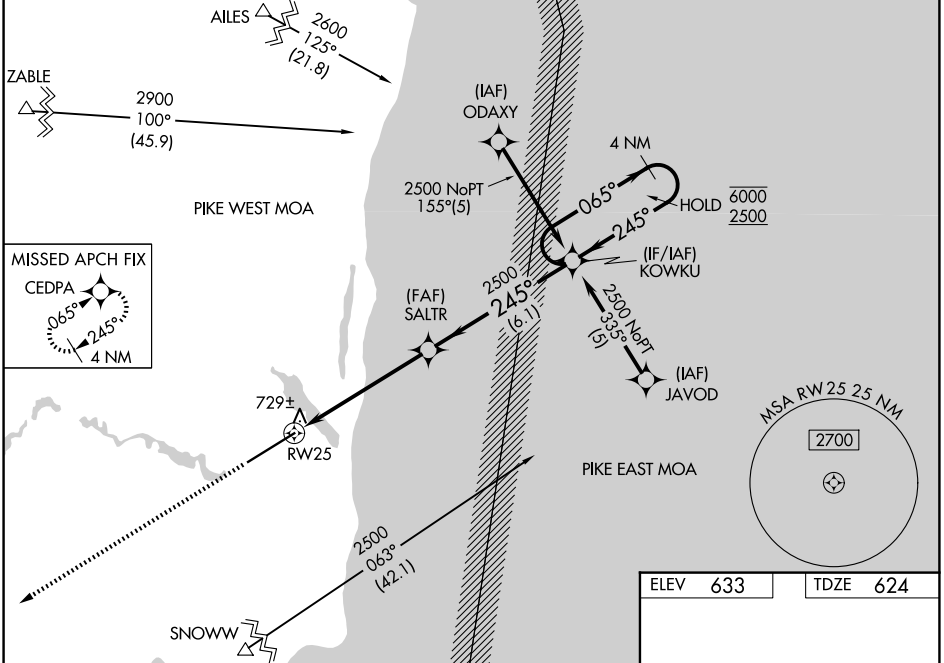 AILES
2600
125°
(21.8)
ZABLE
2900
100°
(45.9)
(IAF)
ODAXY
4 NM
2500 NoPT
155°(5)
065°
HOLD
6000
2500
245°
PIKE WEST MOA
(IF/IAF)
KOWKU
MISSED APCH FIX
CEDPA
065°
245°
4 NM
(FAF)
SALTR
2500
245°
(6.1)
2500 NoPT
335°
(5)
(IAF)
JAVOD
729±
RW25
MSA RW25 25 NM
2700
PIKE EAST MOA
2500
063°
(42.1)
SNOWW
ELEV 633
TDZE 624